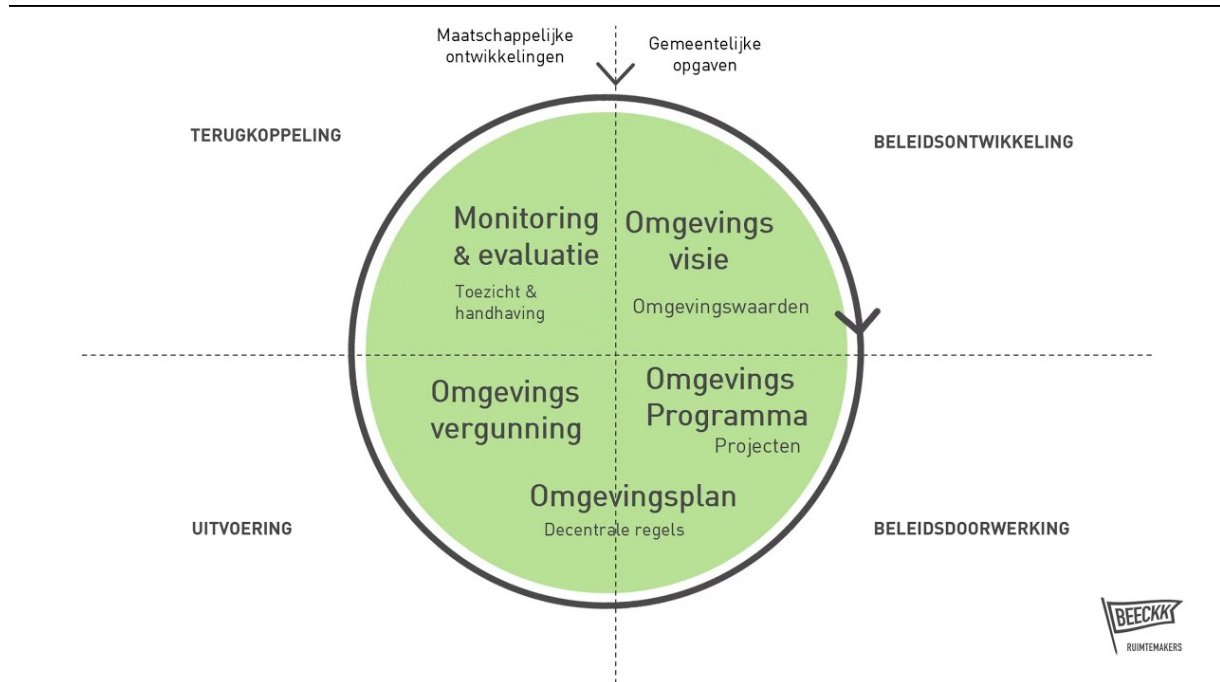 Maatschappelijke
ontwikkelingen
Gemeentelijke
opgaven
TERUGKOPPELING
BELEIDSONTWIKKELING
Monitoring
& evaluatie
Toezicht &
handhaving
Omgevings
visie
Omgevingswaarden
Omgevings
vergunning
Omgevings
Programma
Projecten
Omgevingsplan
Decentrale regels
UITVOERING
BELEIDSDOORWERKING
BEECKK
RUIMTEMAKERS